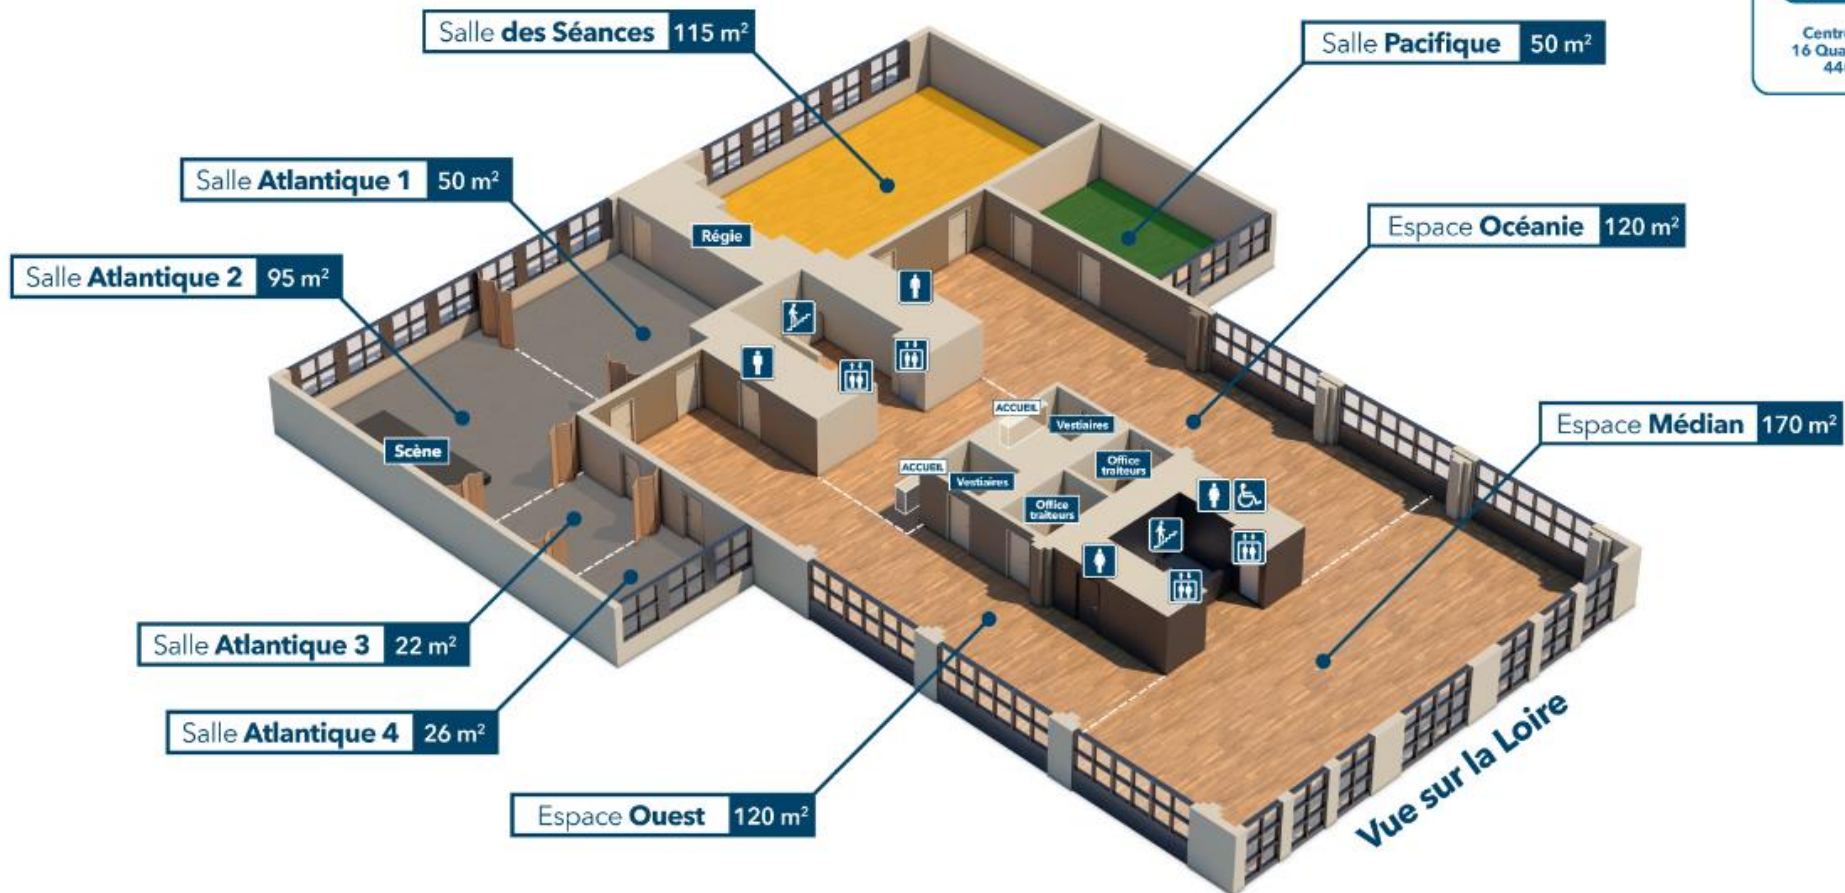 Salle des Séances 115 m²
Salle Pacifique 50 m²
Centr
16 Qua
44
Salle Atlantique 1 50 m²
Régie
Espace Océanie 120 m²
Salle Atlantique 2 95 m²
ACCUEIL
Vestiaires
Espace Médian 170 m²
Scène
ACCUEIL
Vestiaires
Office
traiteurs
Office
traiteurs
Salle Atlantique 3 22 m²
Salle Atlantique 4 26 m²
Espace Ouest 120 m²
Vue sur la Loire